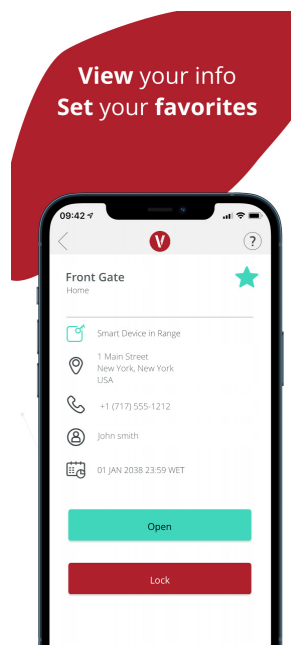 View your info
Set your favorites
09:42
V
?
Front Gate
Home
Smart Device in Range
1 Main Street
New York, New York
USA
+1 (717) 555-1212
John smith
01 JAN 2038 23:59 WET
Open
Lock